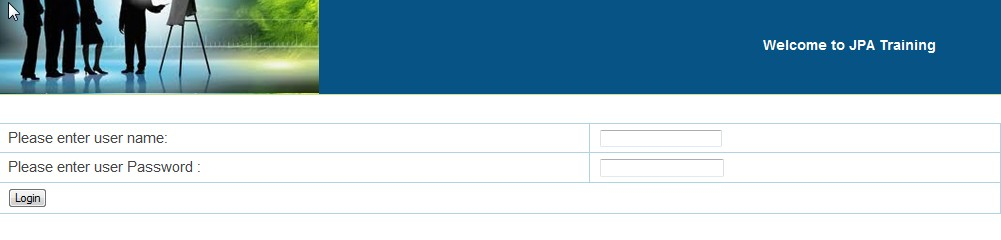 Welcome to JPA Training
Please enter user name:
Please enter user Password :
Login